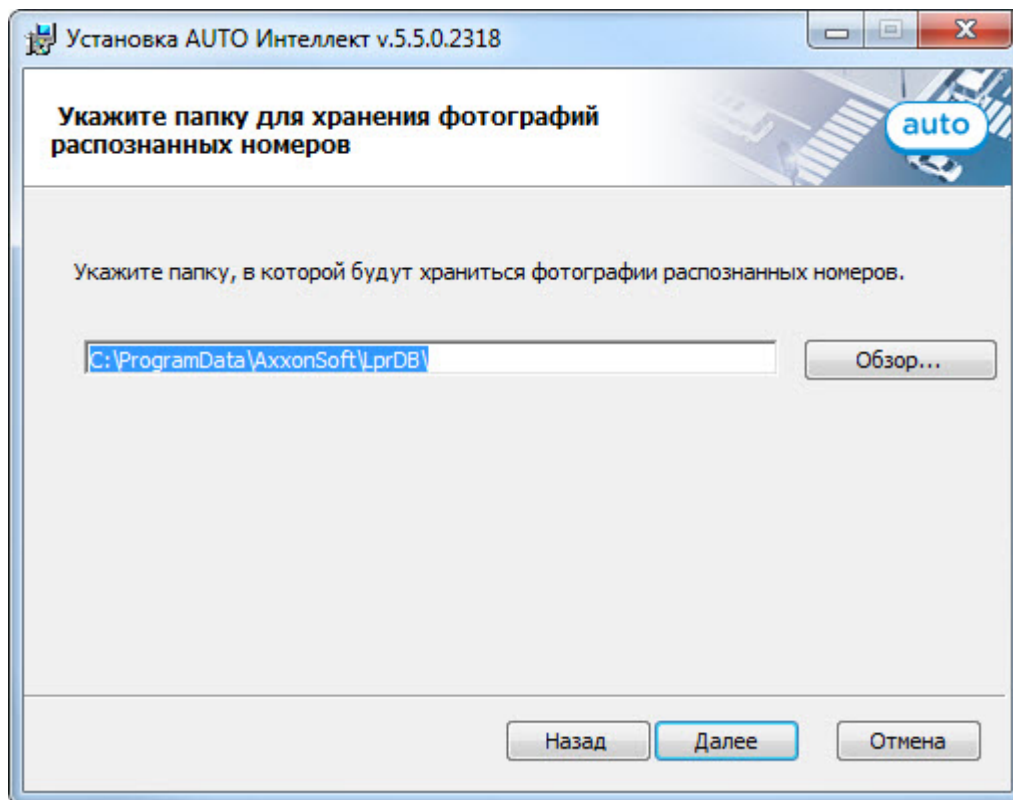 Установка AUTO Интеллект v.5.5.0.2318
Укажите папку для хранения фотографий
распознанных номеров
auto
Укажите папку, в которой будут храниться фотографии распознанных номеров.
C:\ProgramData\AxxonSoft\LprDB\
Обзор...
Назад
Далее
Отмена